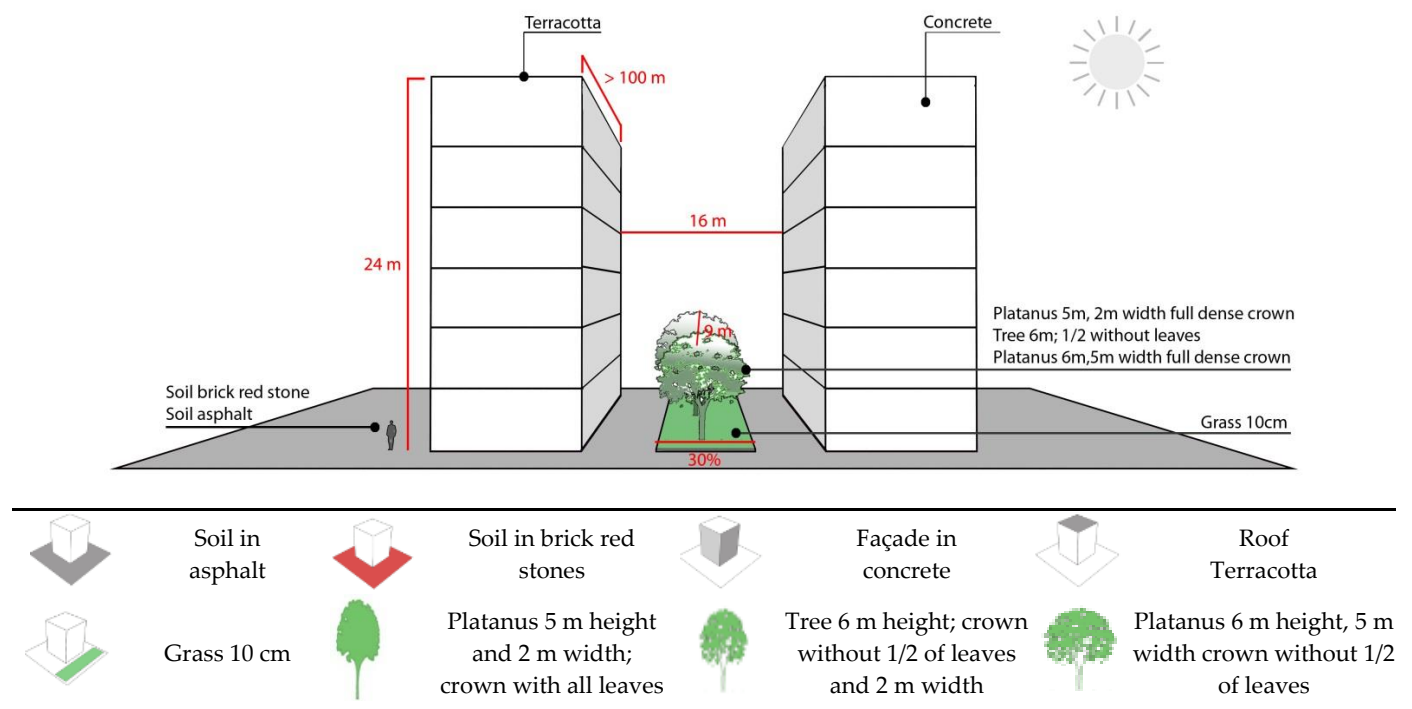 Terracotta
Concrete
> 100 m
16 m
24 m
9 m
Platanus 5m, 2m width full dense crown
Tree 6m; 1/2 without leaves
Platanus 6m,5m width full dense crown
Soil brick red stone
Soil asphalt
Grass 10cm
30%
Soil in
asphalt
Soil in brick red
stones
Façade in
concrete
Roof
Terracotta
Grass 10 cm
Platanus 5 m height
and 2 m width;
crown with all leaves
Tree 6 m height; crown
without 1/2 of leaves
and 2 m width
Platanus 6 m height, 5 m
width crown without 1/2
of leaves